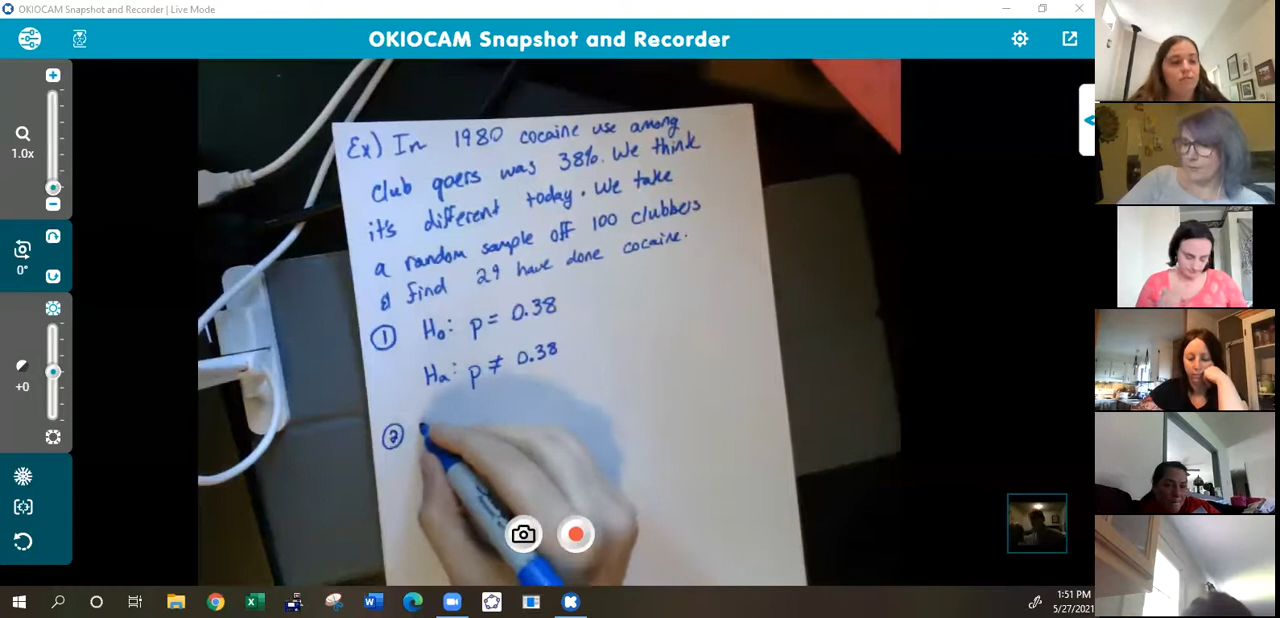 OKIOCAM Snapshot and Recorder | Live Mode
OKIOCAM Snapshot and Recorder
1.0x
0°
+0
Ex) In 1980 cocaine use among
club goers was 38%. We think
it's different today. We take
a random sample off 100 clubbers
& find 29 have done cocaine.
① H₀: p = 0.38
Hₐ: p ≠ 0.38
②
1:51 PM
5/27/2021